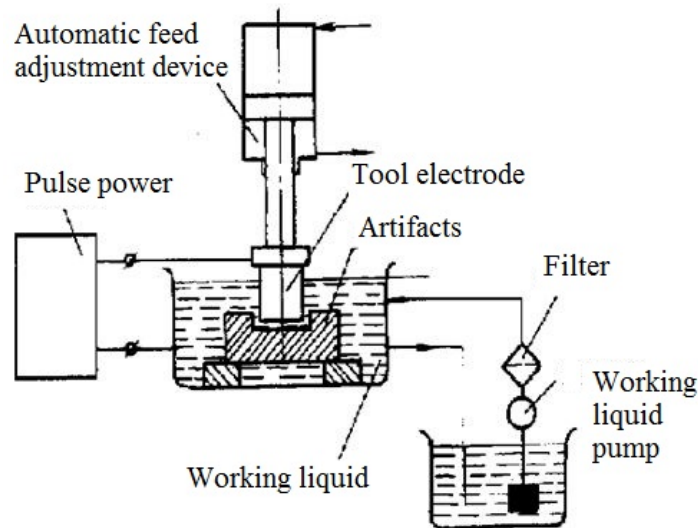 Automatic feed
adjustment device
Pulse power
Tool electrode
Artifacts
Filter
Working
liquid
pump
Working liquid